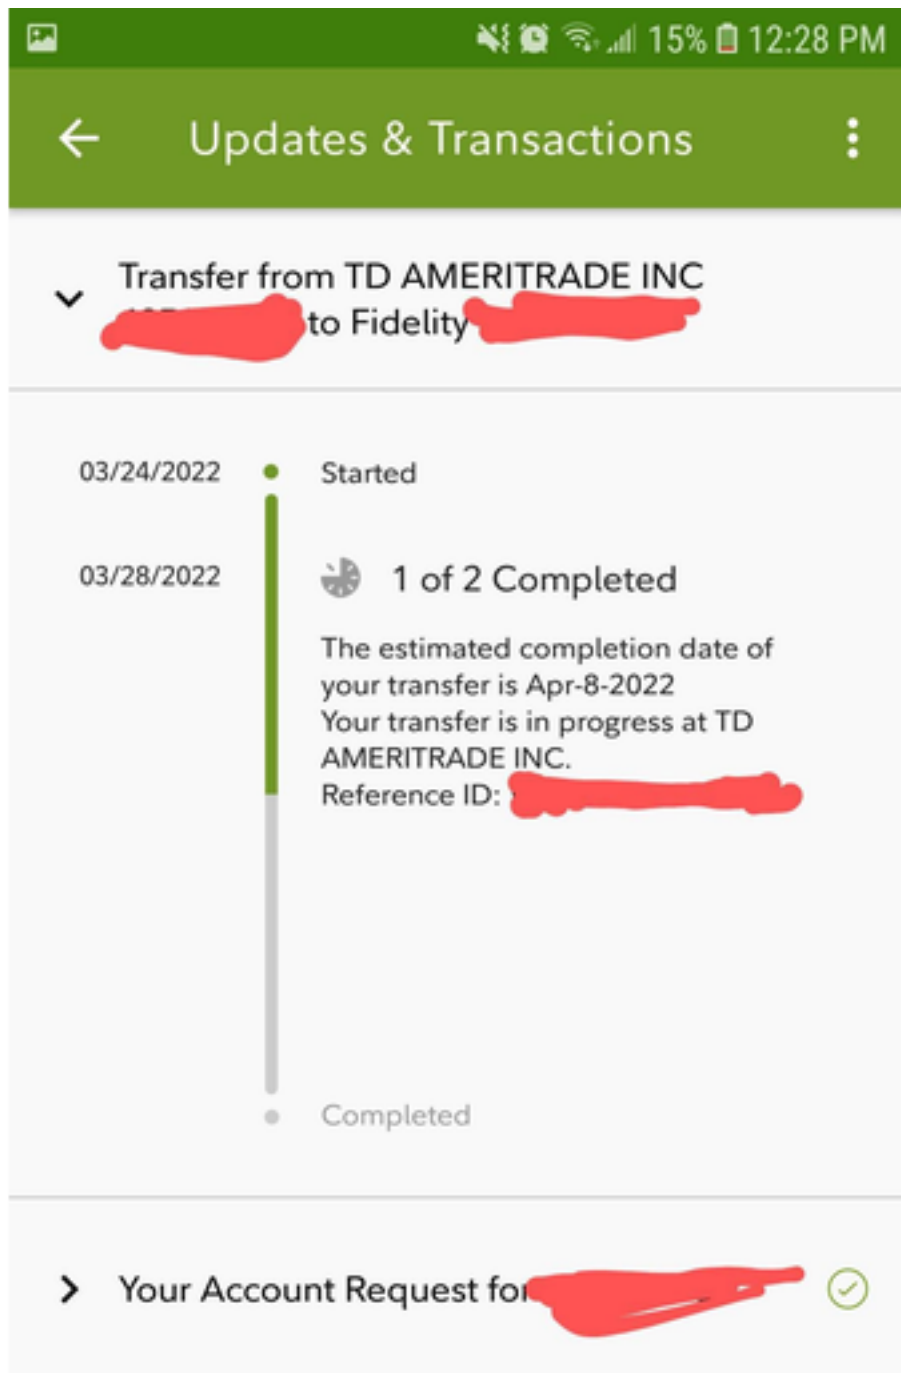 15% 12:28 PM
Updates & Transactions
Transfer from TD AMERITRADE INC
to Fidelity
03/24/2022 Started
03/28/2022 1 of 2 Completed
The estimated completion date of
your transfer is Apr-8-2022
Your transfer is in progress at TD
AMERITRADE INC.
Reference ID:
Completed
Your Account Request for